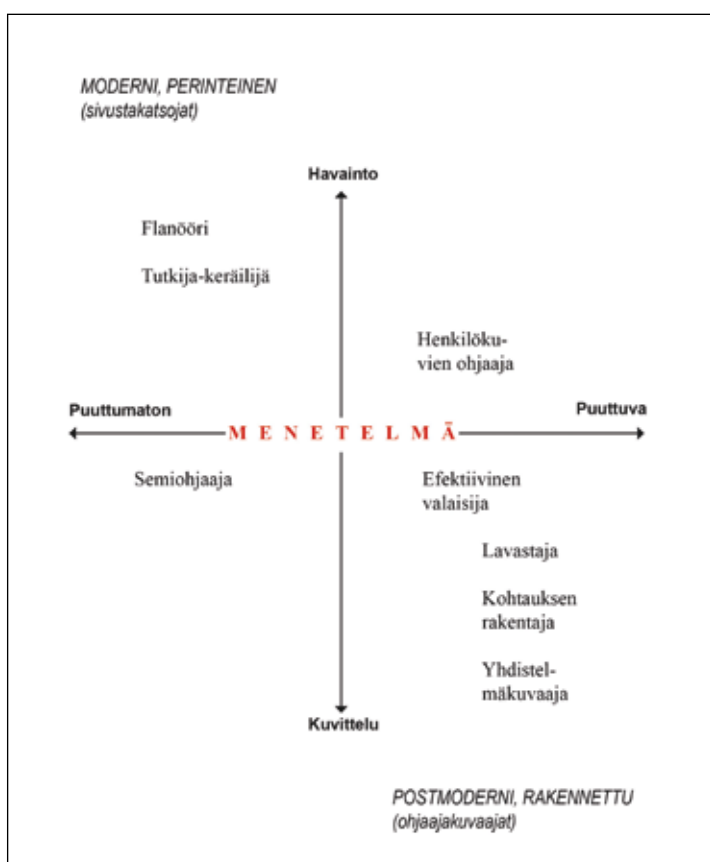 MODERNI, PERINTEINEN
(sivustakatsojat)
Havainto
Flanööri
Tutkija-keräilijä
Henkilöku-
vien ohjaaja
Puuttumaton
Puuttuva
M E N E T E L M Ä
Semiohjaaja
Efektiivinen
valaisija
Lavastaja
Kohtauksen
rakentaja
Yhdistel-
mäkuvaaja
Kuvittelu
POSTMODERNI, RAKENNETTU
(ohjaajakuvaajat)